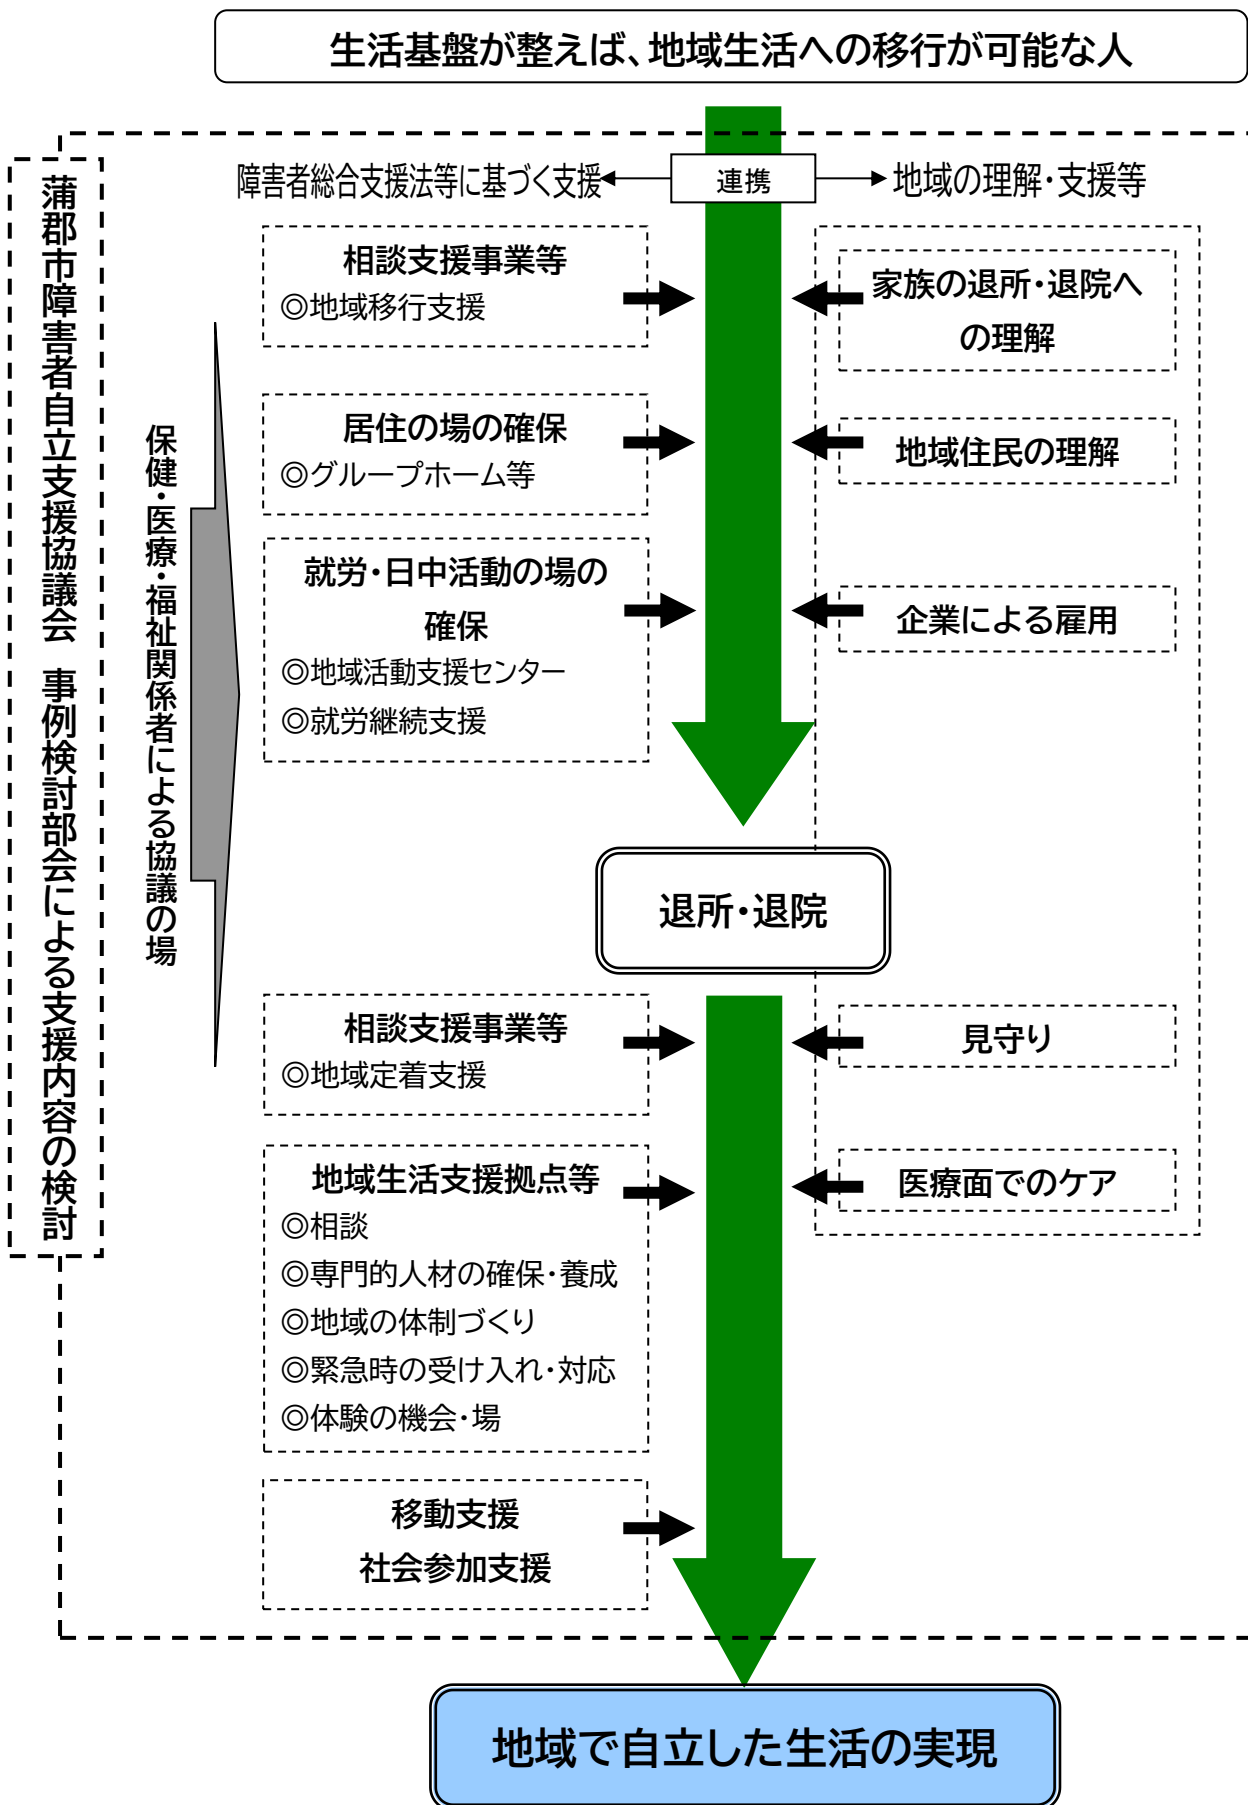 生活基盤が整えば、地域生活への移行が可能な人
障害者総合支援法等に基づく支援
連携
地域の理解・支援等
蒲郡市障害者自立支援協議会 事例検討部会による支援内容の検討
保健・医療・福祉関係者による協議の場
相談支援事業等
◎地域移行支援
家族の退所・退院へ
の理解
居住の場の確保
◎グループホーム等
地域住民の理解
就労・日中活動の場の
確保
◎地域活動支援センター
◎就労継続支援
企業による雇用
退所・退院
相談支援事業等
◎地域定着支援
見守り
地域生活支援拠点等
◎相談
◎専門的人材の確保・養成
◎地域の体制づくり
◎緊急時の受け入れ・対応
◎体験の機会・場
医療面でのケア
移動支援
社会参加支援
地域で自立した生活の実現